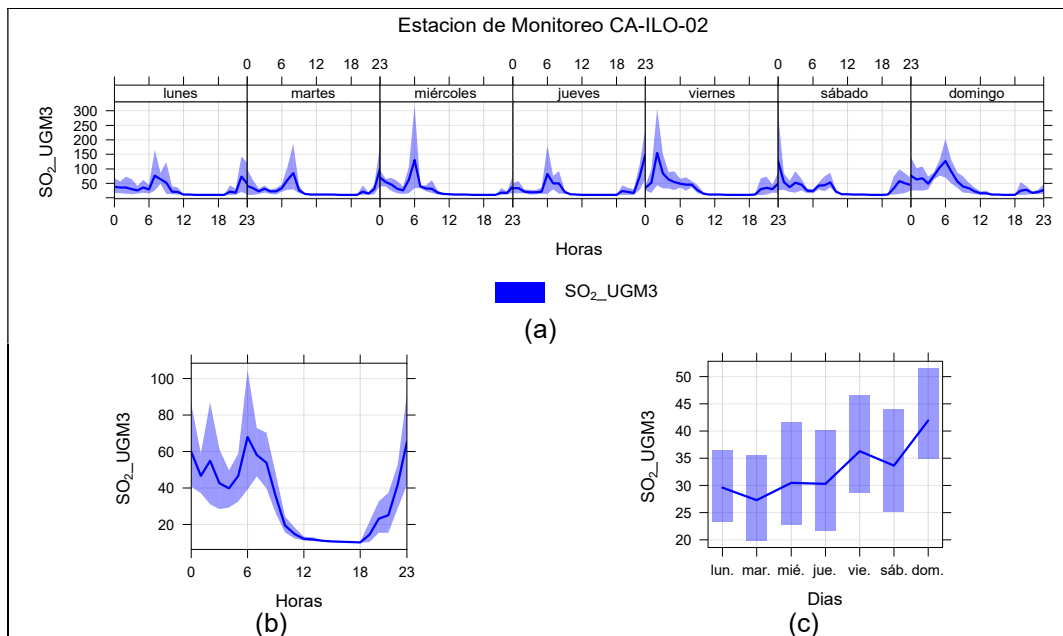 Estacion de Monitoreo CA-ILO-02
0 6 12 18 23 0 6 12 18 23 0 6 12 18 23
lunes martes miércoles jueves viernes sábado domingo
SO₂_UGM3
300
250
200
150
100
50
0 6 12 18 0 6 12 18 23 0 6 12 18 23 0 6 12 18 23
Horas
SO₂_UGM3
(a)
SO₂_UGM3
100
80
60
40
20
0 6 12 18 23
Horas
(b)
SO₂_UGM3
50
45
40
35
30
25
20
lun. mar. mié. jue. vie. sáb. dom.
Dias
(c)